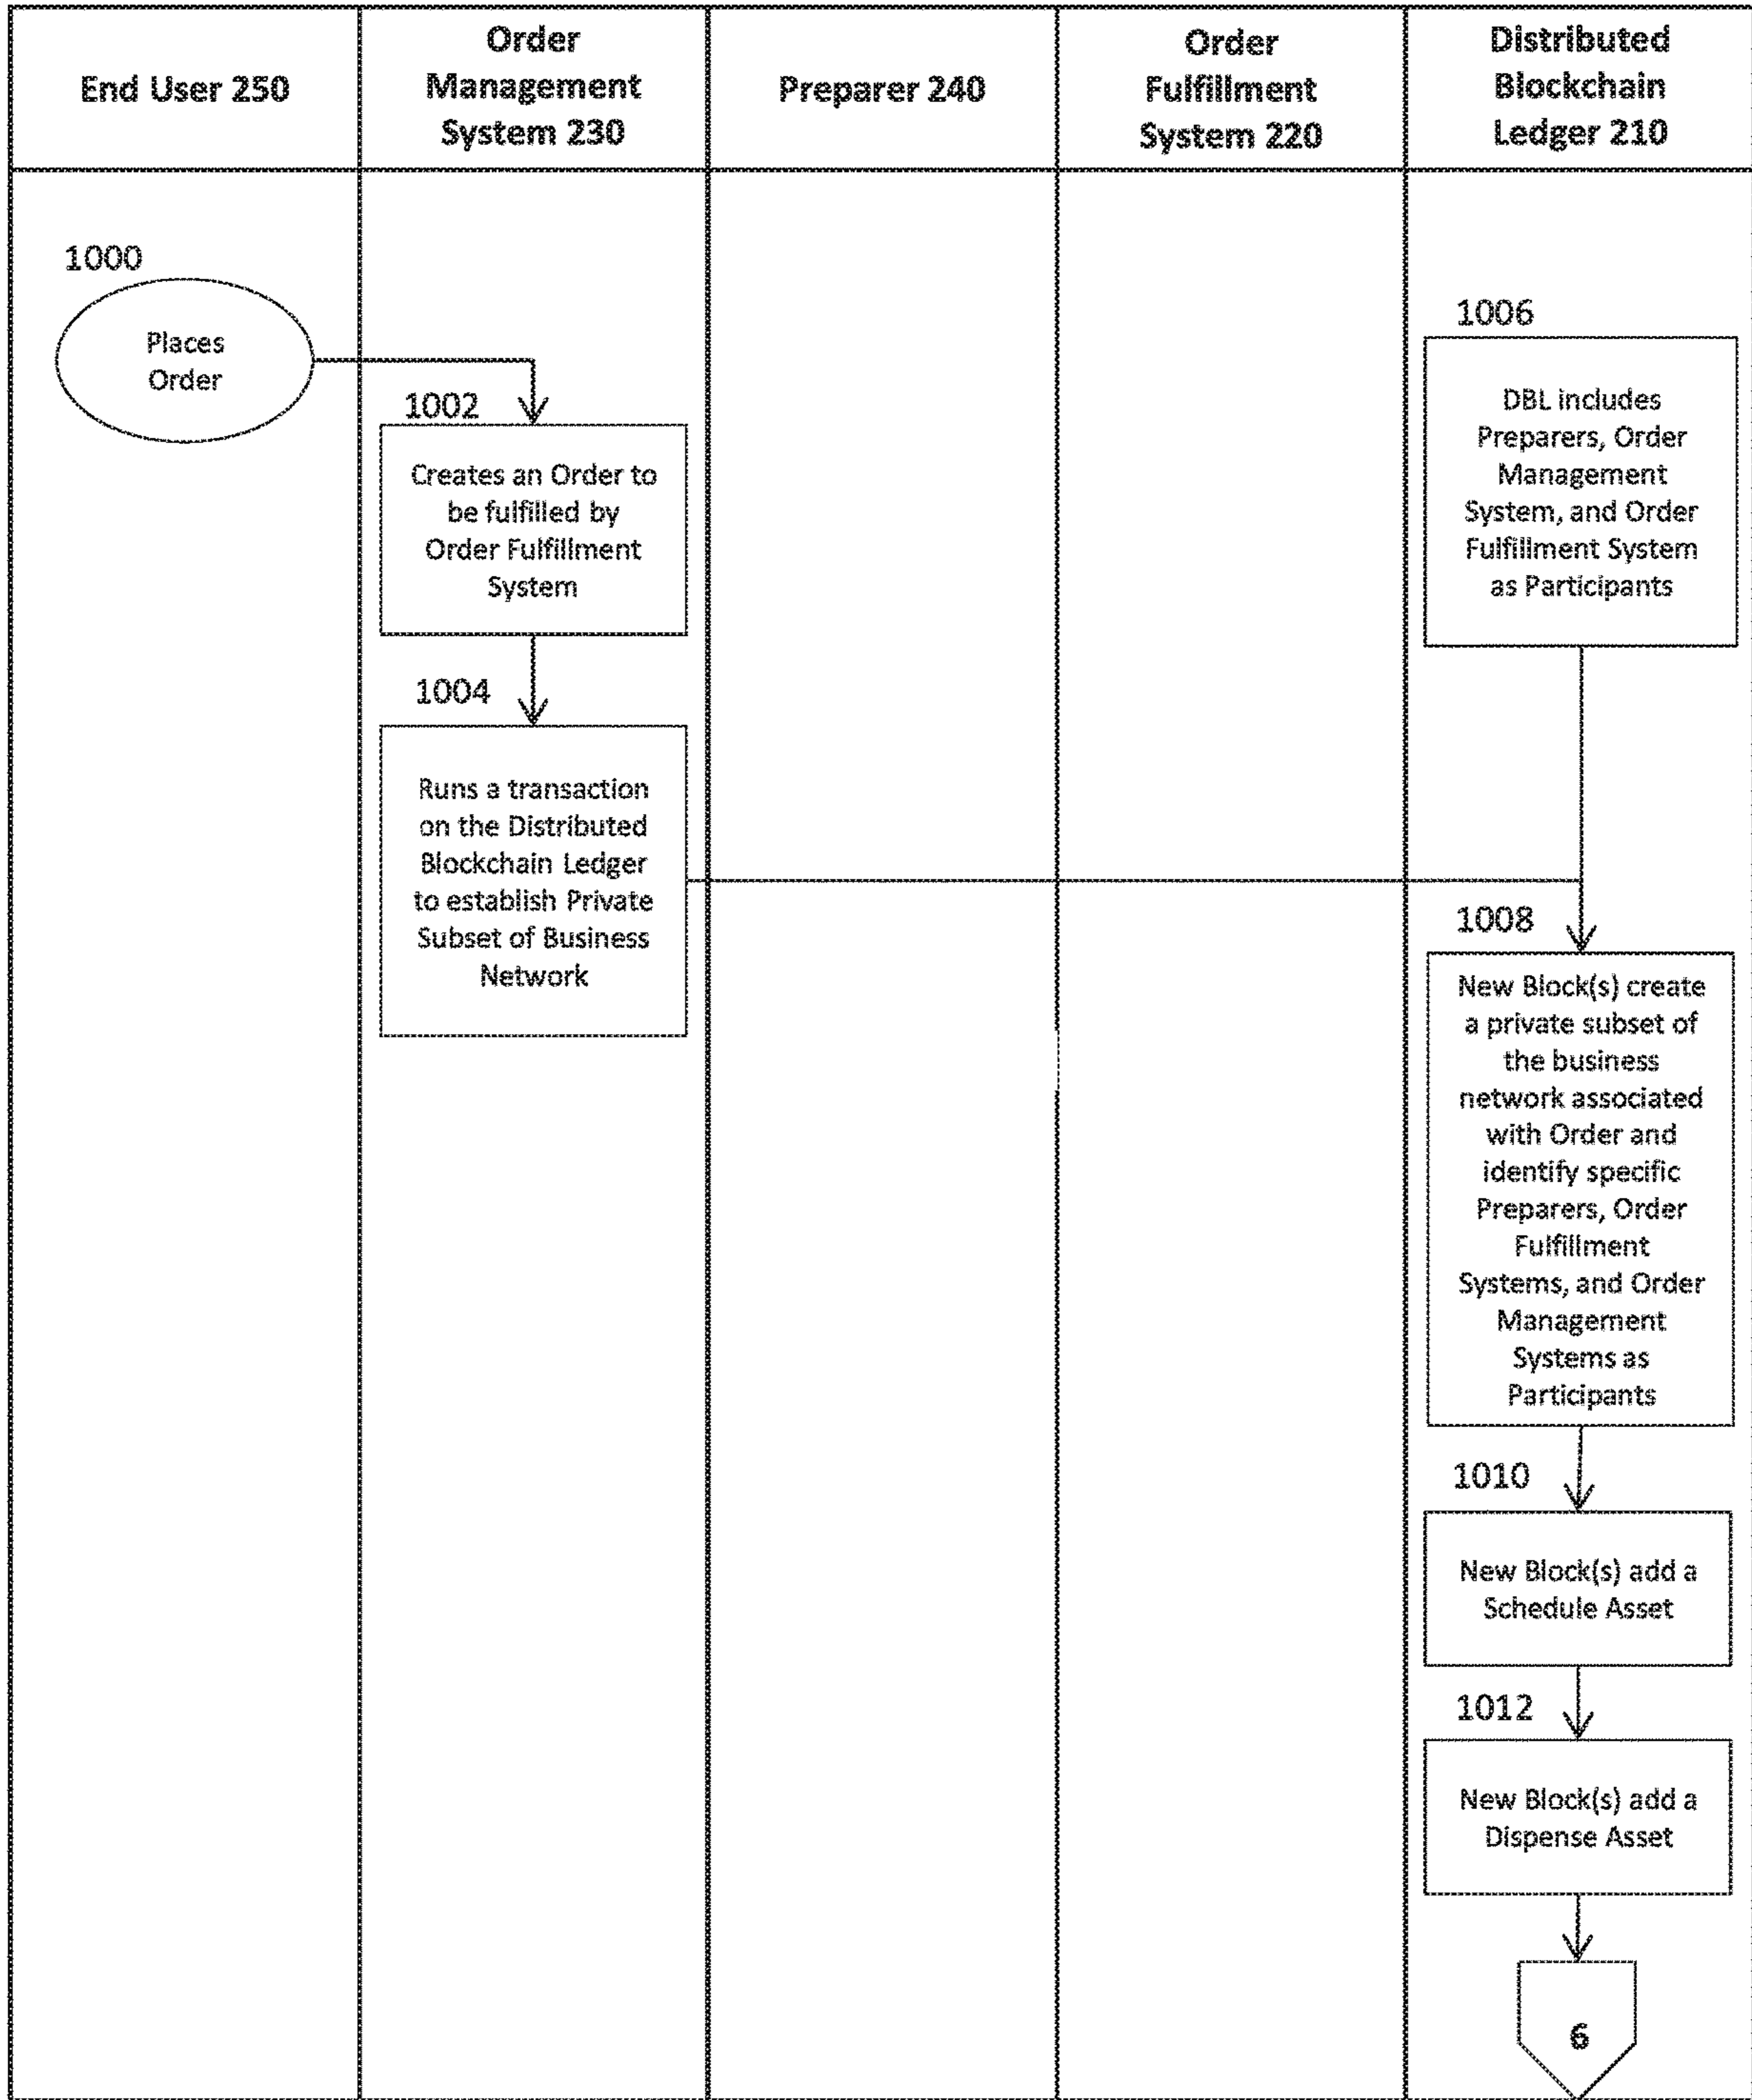 End User 250
Order
Management
System 230
Preparer 240
Order
Fulfillment
System 220
Distributed
Blockchain
Ledger 210
1000
Places
Order
1002
Creates an Order to
be fulfilled by
Order Fulfillment
System
1004
Runs a transaction
on the Distributed
Blockchain Ledger
to establish Private
Subset of Business
Network
1006
DBL includes
Preparers, Order
Management
System, and Order
Fulfillment System
as Participants
1008
New Block(s) create
a private subset of
the business
network associated
with Order and
identify specific
Preparers, Order
Fulfillment
Systems, and Order
Management
Systems as
Participants
1010
New Block(s) add a
Schedule Asset
1012
New Block(s) add a
Dispense Asset
6